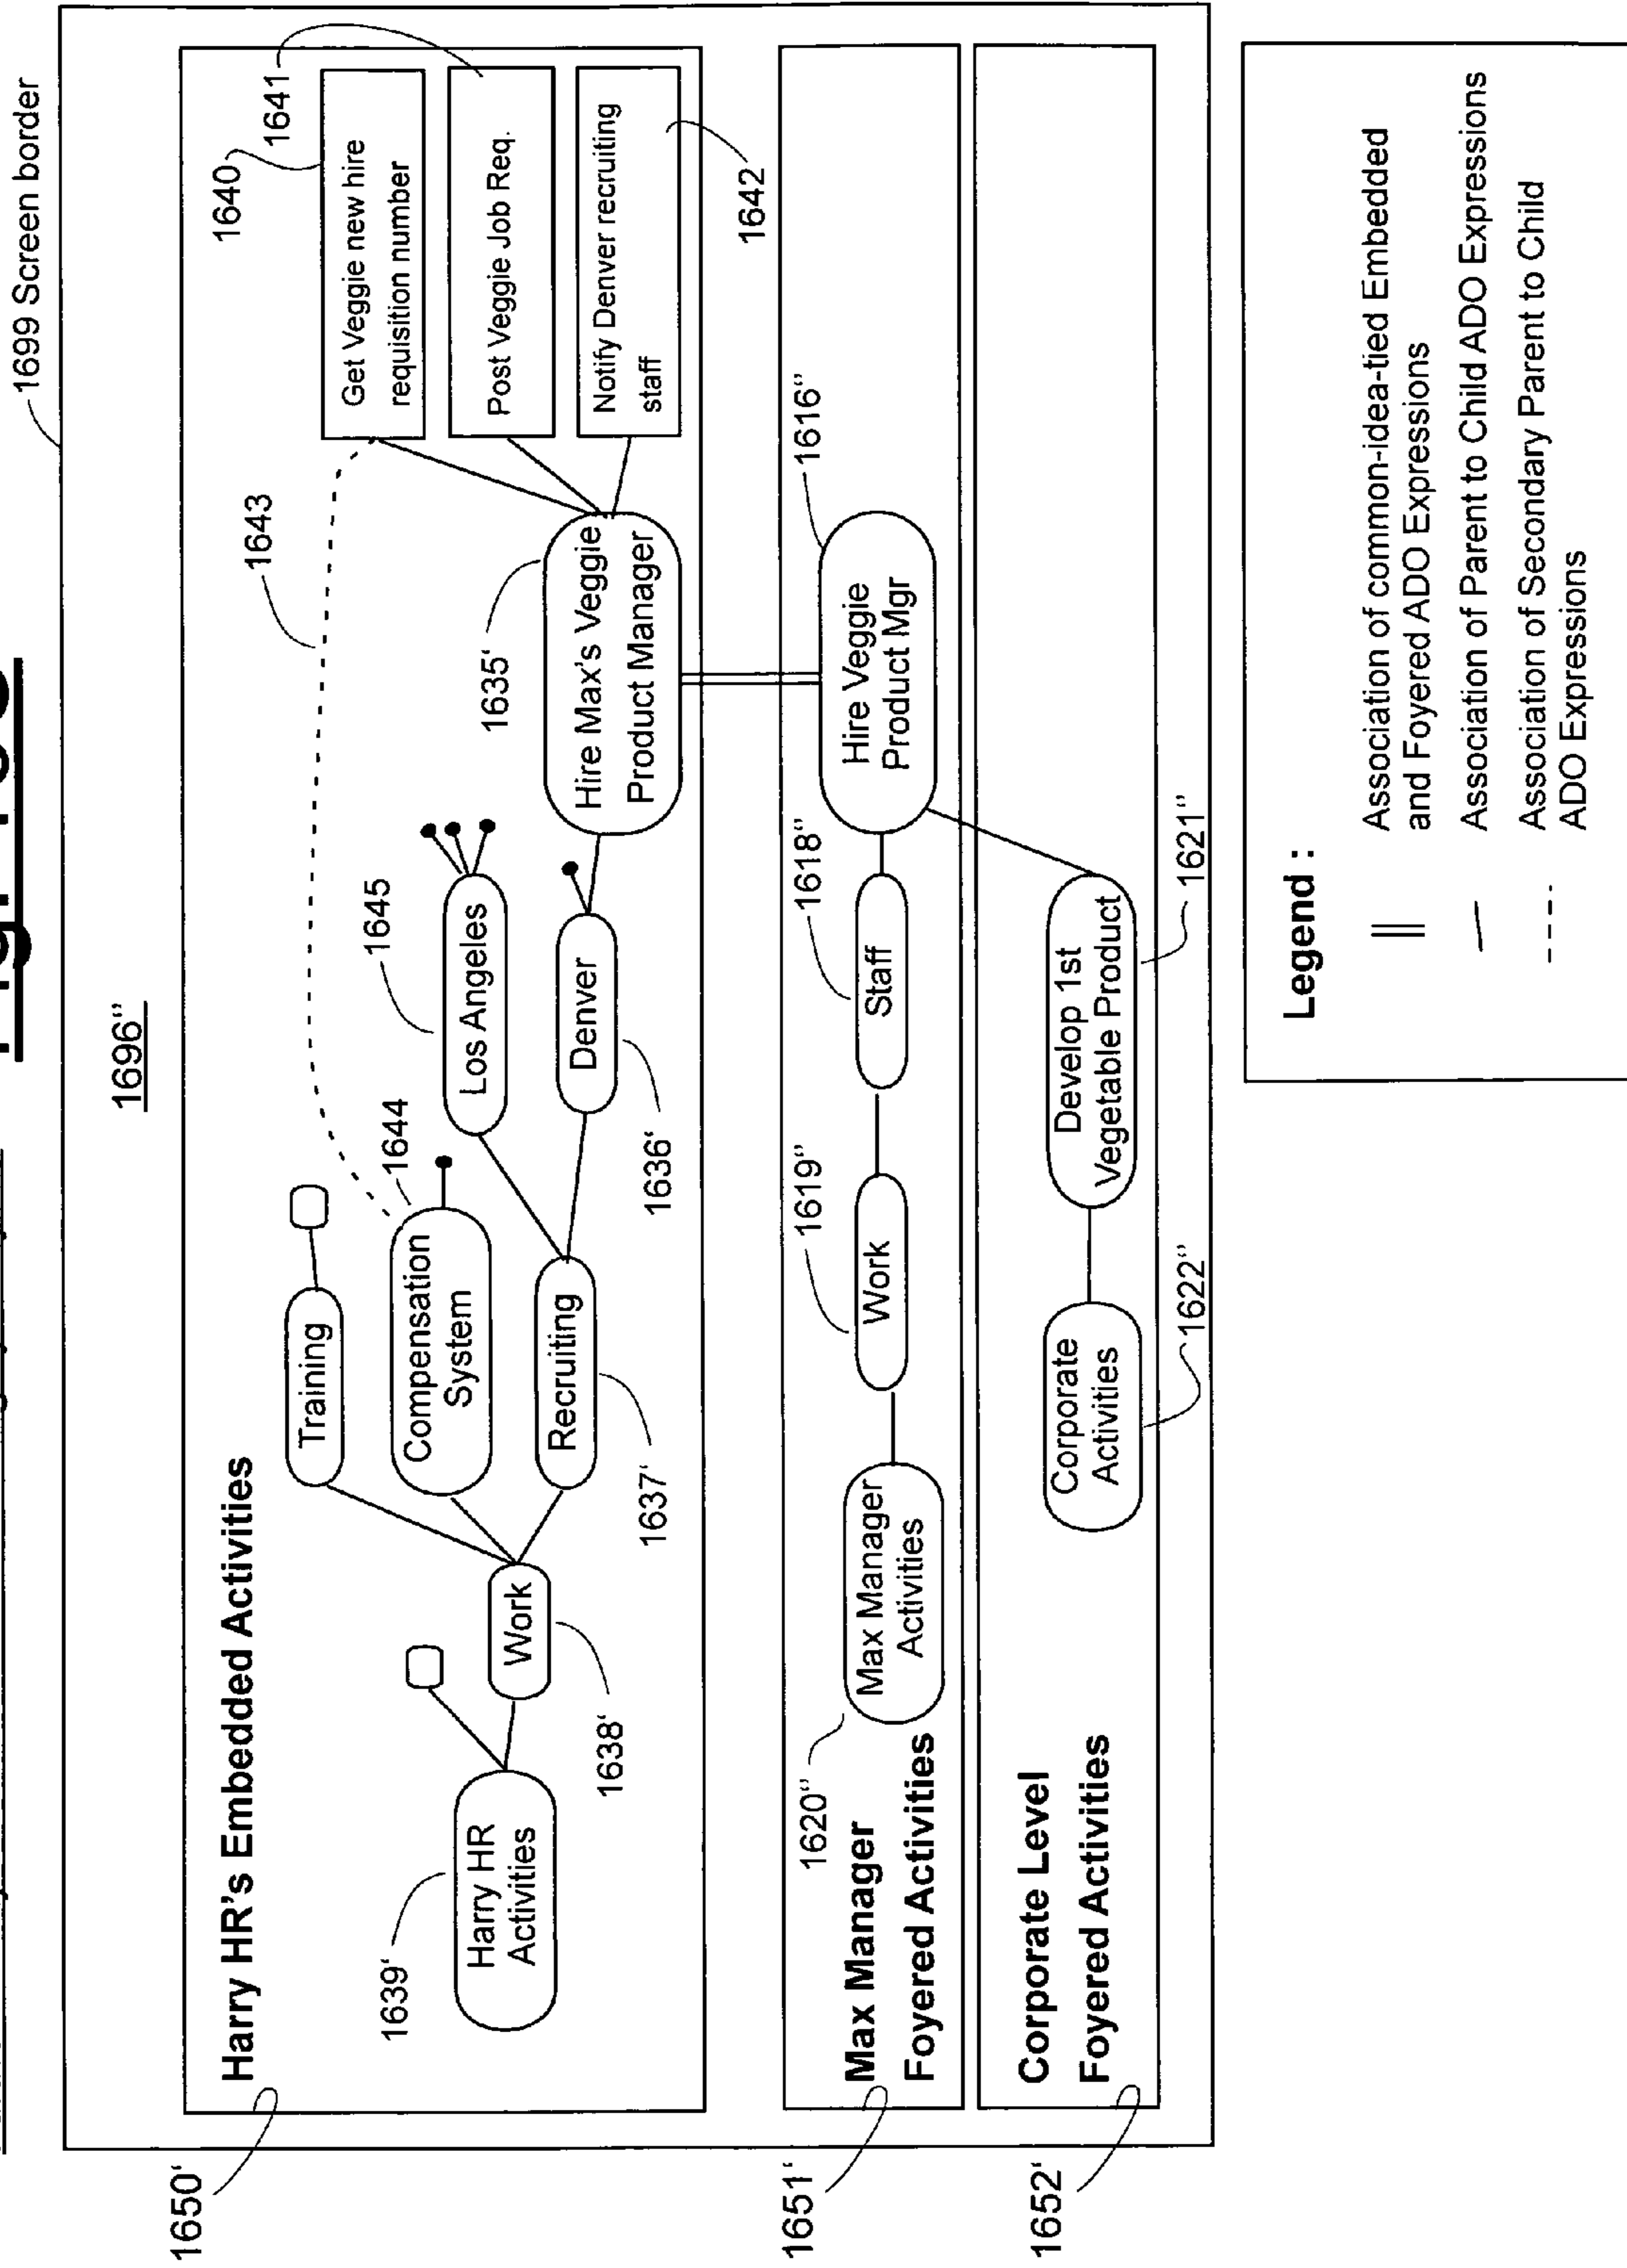 1699 Screen border
1696"
1650'
Harry HR's Embedded Activities
1639'
Harry HR
Activities
1638'
Work
Training
1644
Compensation
System
Recruiting
1637'
1645
Los Angeles
Denver
1636'
1643
1635'
Hire Max's Veggie
Product Manager
1640
1641
Get Veggie new hire
requisition number
Post Veggie Job Req.
Notify Denver recruiting
staff
1642
1651'
Max Manager
Foyered Activities
1620"
Max Manager
Activities
1619"
Work
1618"
Staff
1616"
Hire Veggie
Product Mgr
1652'
Corporate Level
Foyered Activities
Corporate
Activities
1622"
Develop 1st
Vegetable Product
1621"
Legend :
Association of common-idea-tied Embedded
and Foyered ADO Expressions
Association of Parent to Child ADO Expressions
Association of Secondary Parent to Child
ADO Expressions